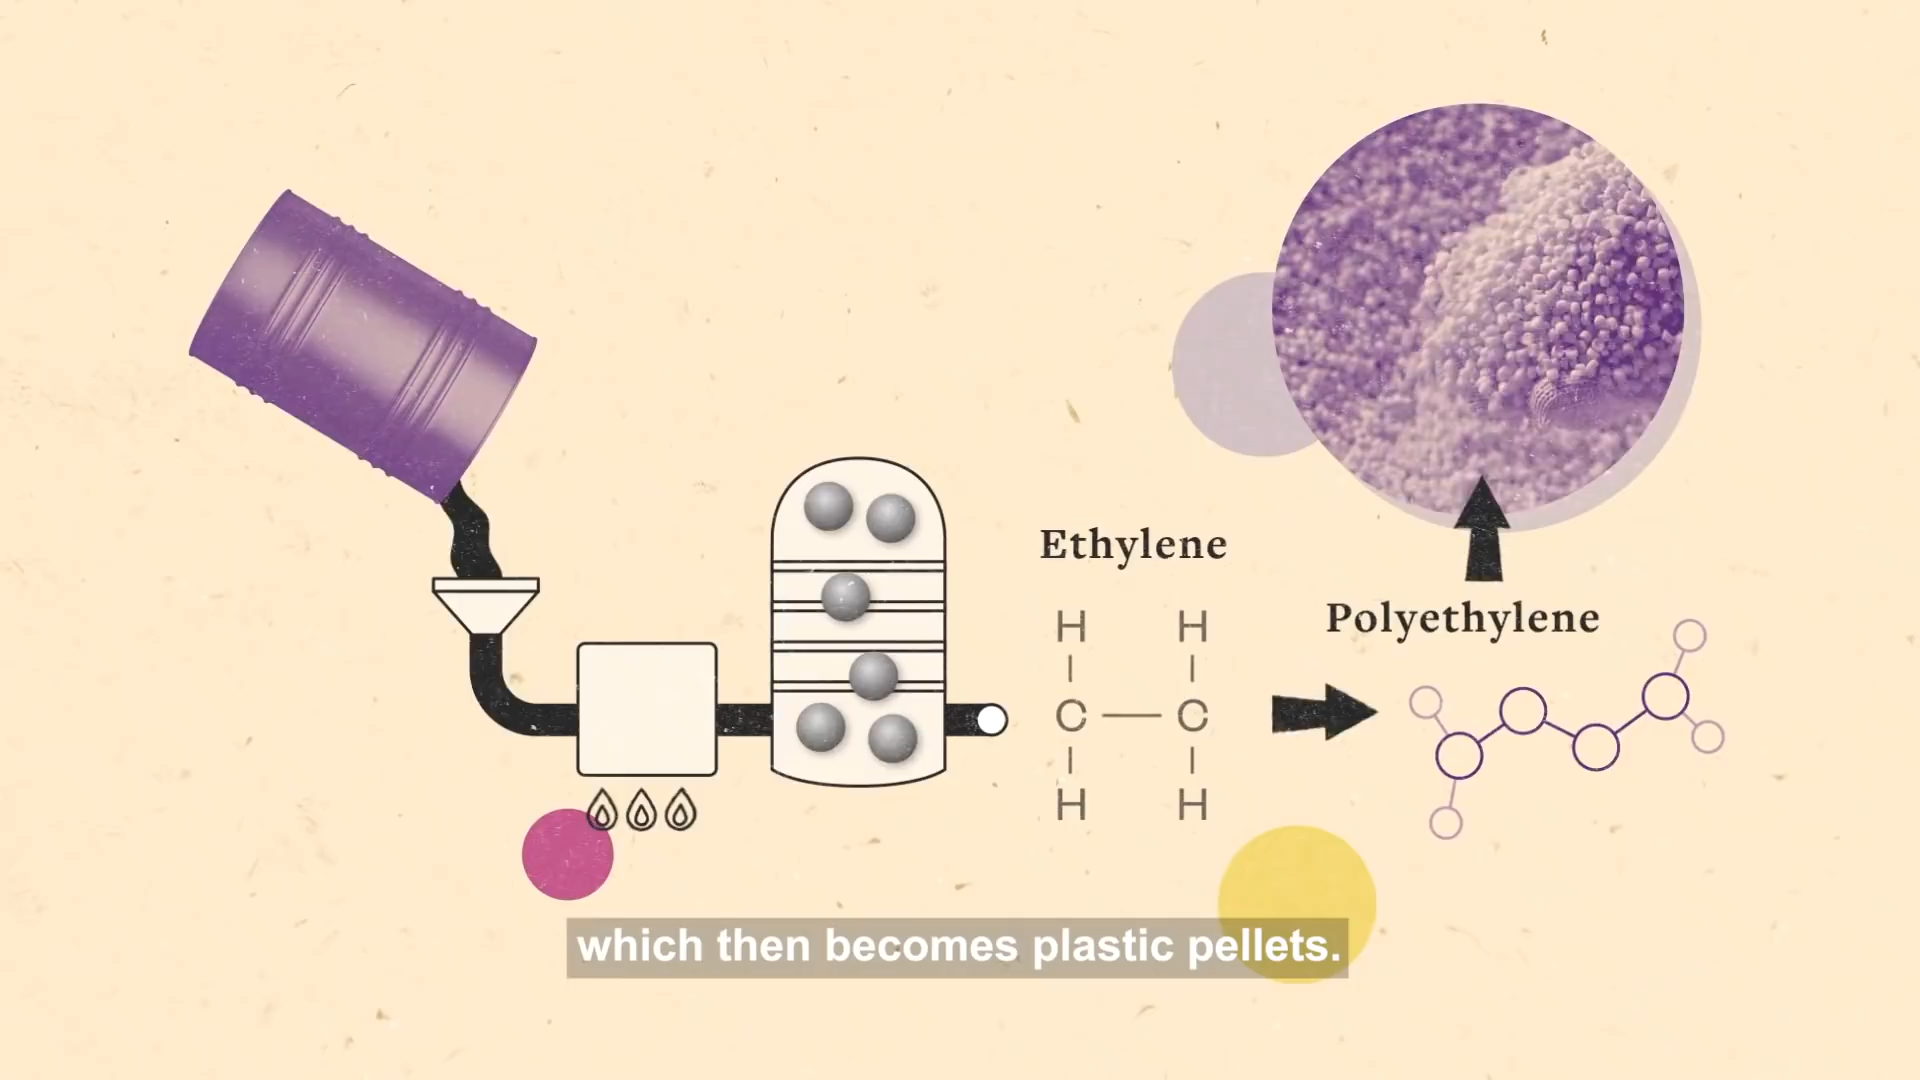 Ethylene
H H
C C
H H
Polyethylene
which then becomes plastic pellets.